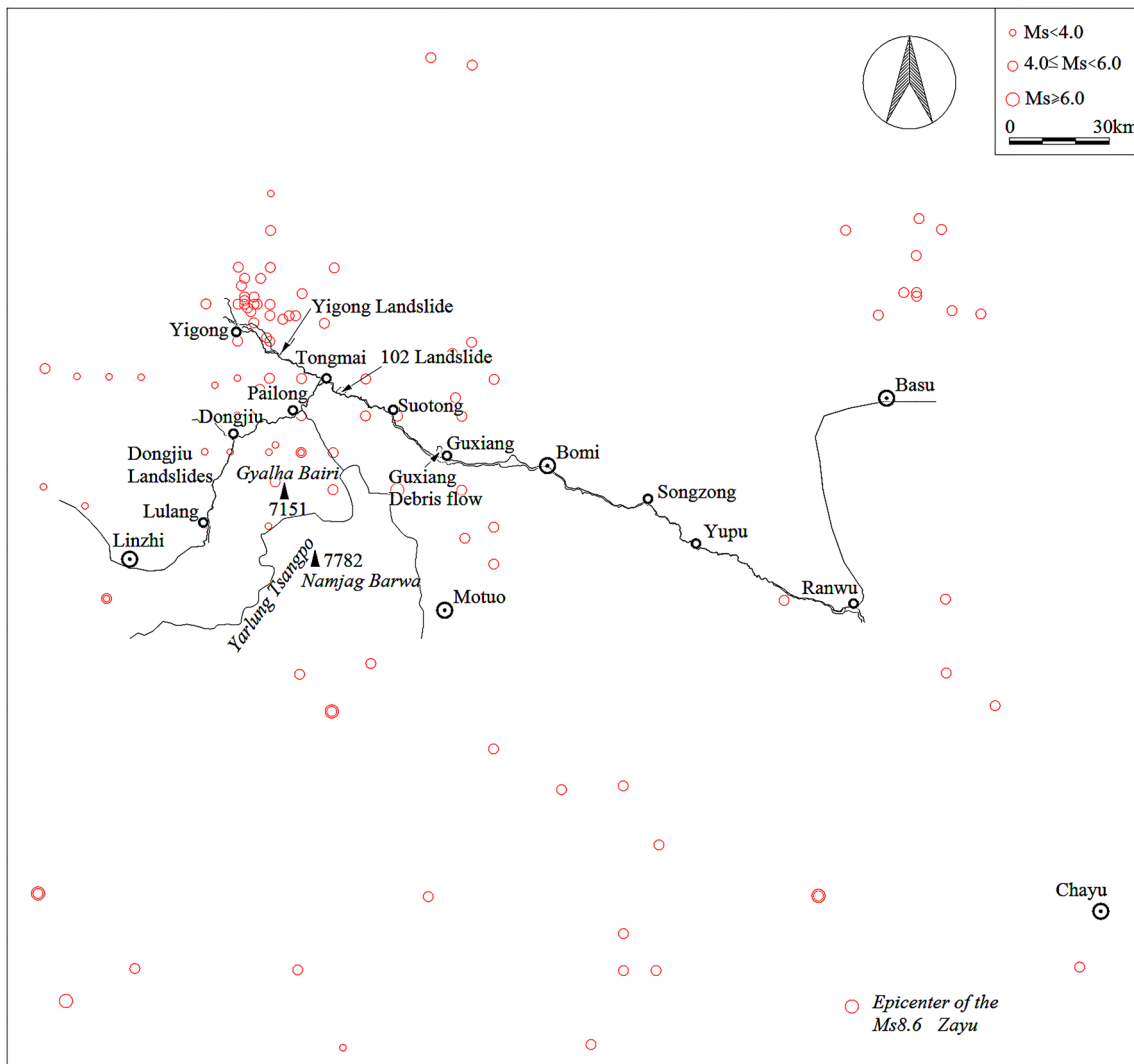 Ms<4.0
4.0≤ Ms<6.0
Ms≥6.0
0 30km
Yigong Landslide
Yigong
Tongmai
102 Landslide
Pailong
Basu
Suotong
Dongjiu
Guxiang
Bomi
Dongjiu
Landslides
Gyalha Bairi
Guxiang
Debris flow
7151
Songzong
Lulang
Linzhi
Yupu
7782
Namjag Barwa
Yarlung Tsangpo
Motuo
Ranwu
Chayu
Epicenter of the
Ms8.6 Zayu